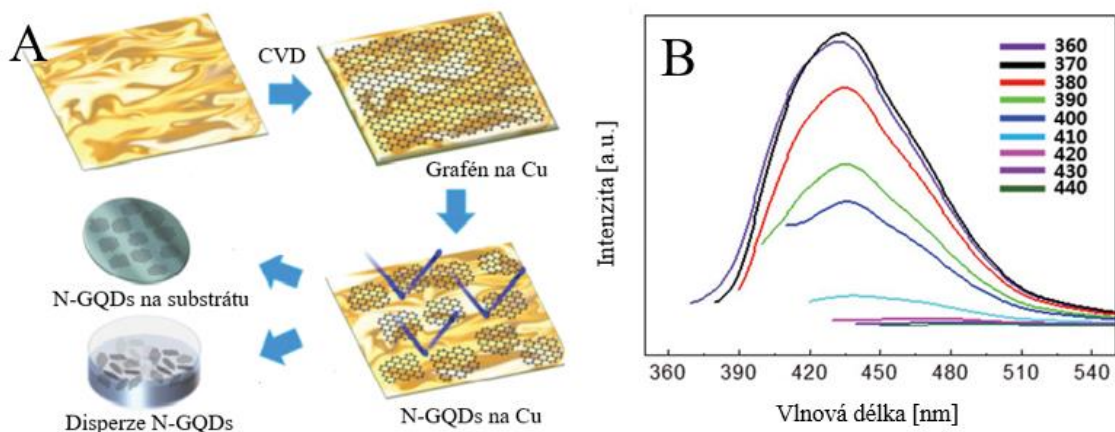 A
CVD
Grafén na Cu
N-GQDs na substrátu
Disperze N-GQDs
N-GQDs na Cu
B
360
370
380
390
400
410
420
430
440
Intenzita [a.u.]
360 390 420 450 480 510 540
Vlnová délka [nm]